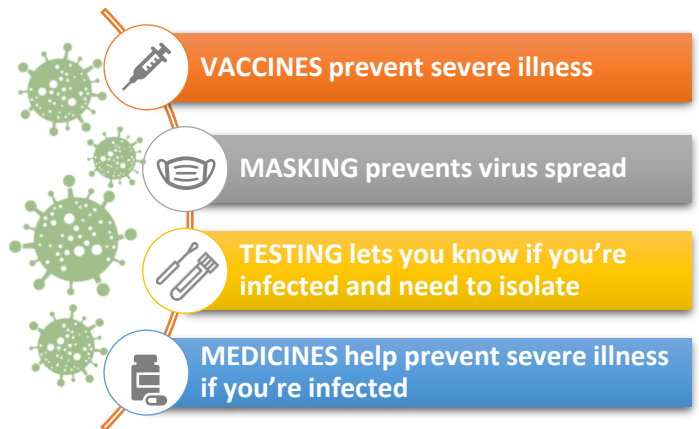 VACCINES prevent severe illness
MASKING prevents virus spread
TESTING lets you know if you’re
infected and need to isolate
MEDICINES help prevent severe illness
if you’re infected